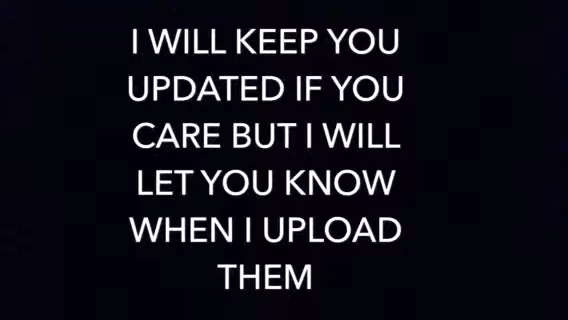 I WILL KEEP YOU
UPDATED IF YOU
CARE BUT I WILL
LET YOU KNOW
WHEN I UPLOAD
THEM